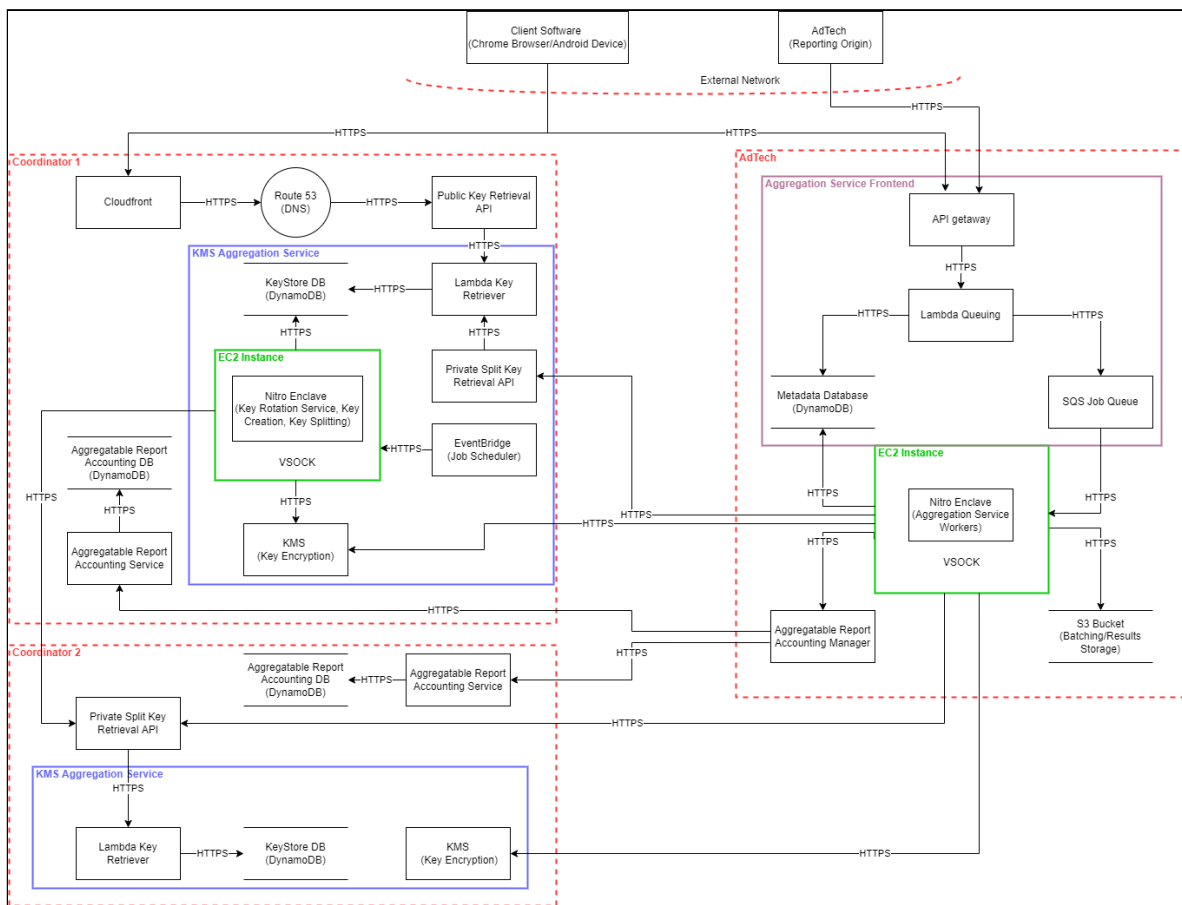 Client Software
(Chrome Browser/Android Device)
AdTech
(Reporting Origin)
External Network
HTTPS
HTTPS
HTTPS
Coordinator 1
Cloudfront
HTTPS
Route 53
(DNS)
HTTPS
Public Key Retrieval
API
HTTPS
KMS Aggregation Service
KeyStore DB
(DynamoDB)
HTTPS
Lambda Key
Retriever
HTTPS
HTTPS
EC2 Instance
Nitro Enclave
(Key Rotation Service, Key
Creation, Key Splitting)
VSOCK
Private Split Key
Retrieval API
HTTPS
EventBridge
(Job Scheduler)
HTTPS
KMS
(Key Encryption)
Aggregatable Report
Accounting DB
(DynamoDB)
HTTPS
HTTPS
Aggregatable Report
Accounting Service
AdTech
Aggregation Service Frontend
API getaway
HTTPS
Lambda Queuing
HTTPS
HTTPS
Metadata Database
(DynamoDB)
SQS Job Queue
HTTPS
EC2 Instance
Nitro Enclave
(Aggregation Service
Workers)
VSOCK
HTTPS
HTTPS
HTTPS
HTTPS
HTTPS
HTTPS
Aggregatable Report
Accounting Manager
S3 Bucket
(Batching/Results
Storage)
HTTPS
Coordinator 2
Aggregatable Report
Accounting DB
(DynamoDB)
HTTPS
Aggregatable Report
Accounting Service
Private Split Key
Retrieval API
HTTPS
KMS Aggregation Service
HTTPS
Lambda Key
Retriever
HTTPS
KeyStore DB
(DynamoDB)
KMS
(Key Encryption)
HTTPS